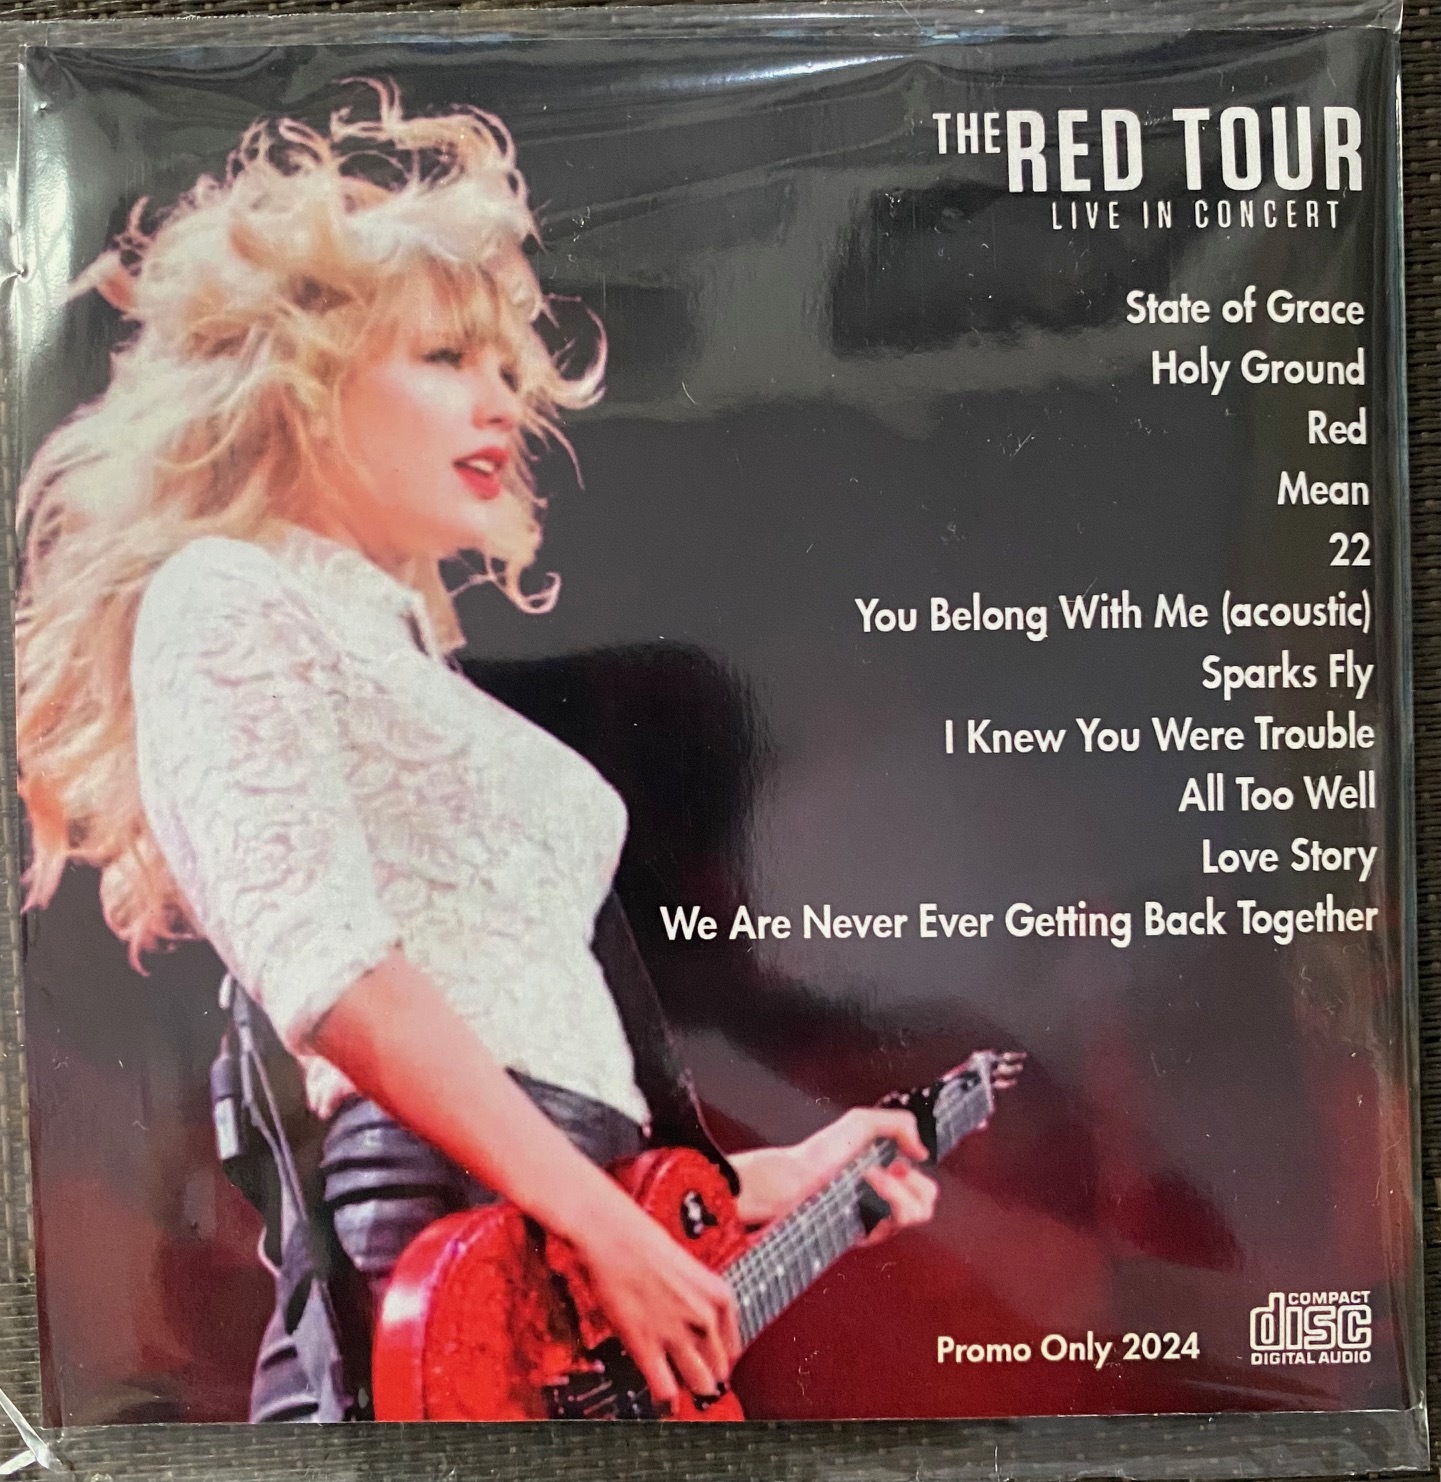 THE RED TOUR
LIVE IN CONCERT
State of Grace
Holy Ground
Red
Mean
22
You Belong With Me (acoustic)
Sparks Fly
I Knew You Were Trouble
All Too Well
Love Story
We Are Never Ever Getting Back Together
Promo Only 2024
COMPACT
disc
DIGITAL AUDIO